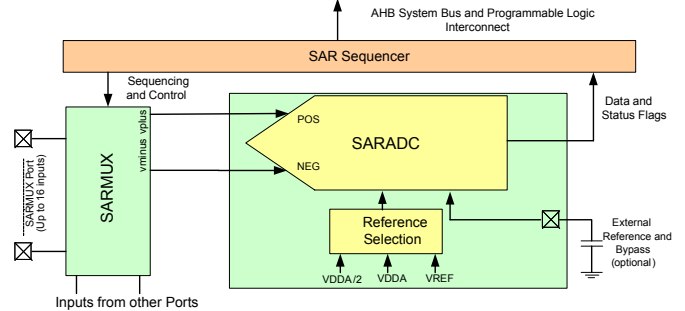 AHB System Bus and Programmable Logic
Interconnect
SAR Sequencer
Sequencing
and Control
vminus vplus
POS
SARADC
Data and
Status Flags
SARMUX Port
(Up to 16 inputs)
SARMUX
NEG
Reference
Selection
External
Reference and
Bypass
(optional)
VDDA/2
VDDA
VREF
Inputs from other Ports